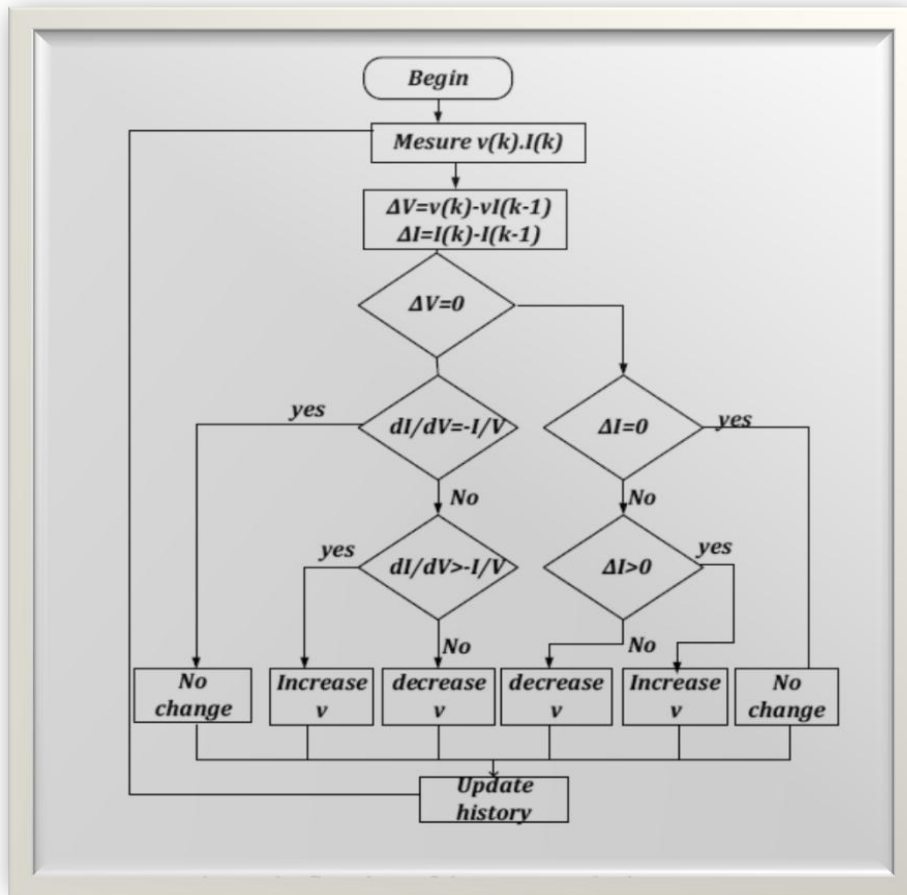 Begin
Mesure v(k).I(k)
ΔV=v(k)-vI(k-1)
ΔI=I(k)-I(k-1)
ΔV=0
yes
dI/dV=-I/V
ΔI=0
yes
No
No
yes
dI/dV>-I/V
ΔI>0
yes
No
No
No
change
Increase
v
decrease
v
decrease
v
Increase
v
No
change
Update
history